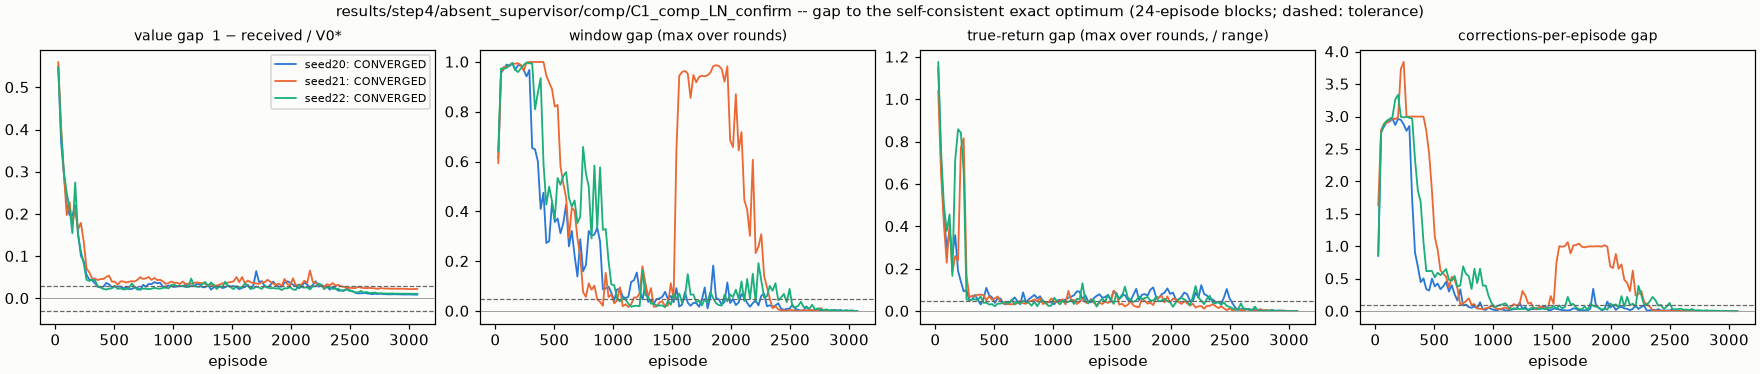 results/step4/absent_supervisor/comp/C1_comp_LN_confirm -- gap to the self-consistent exact optimum (24-episode blocks; dashed: tolerance)
value gap 1 − received / V0*
0.5
0.4
0.3
0.2
0.1
0.0
seed20: CONVERGED
seed21: CONVERGED
seed22: CONVERGED
0 500 1000 1500 2000 2500 3000
episode
window gap (max over rounds)
1.0
0.8
0.6
0.4
0.2
0.0
0 500 1000 1500 2000 2500 3000
episode
true-return gap (max over rounds, / range)
1.2
1.0
0.8
0.6
0.4
0.2
0.0
0 500 1000 1500 2000 2500 3000
episode
corrections-per-episode gap
4.0
3.5
3.0
2.5
2.0
1.5
1.0
0.5
0.0
0 500 1000 1500 2000 2500 3000
episode